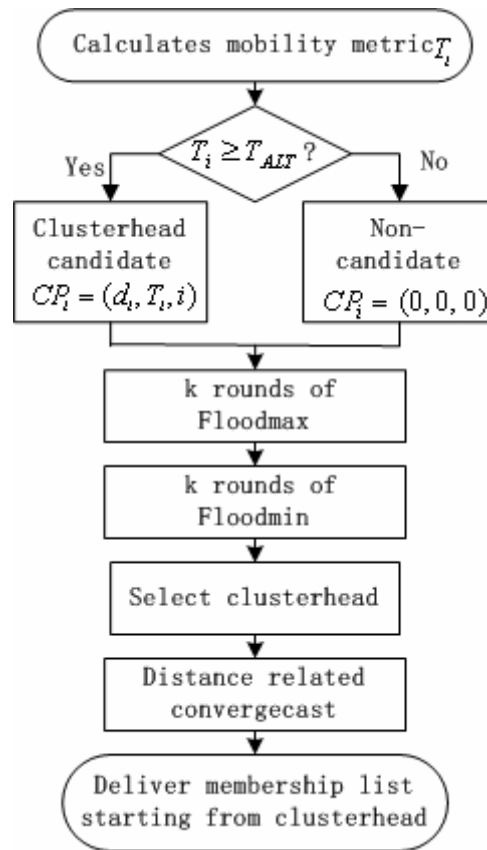 Calculates mobility metric T_i
T_i ≥ T_ALT ?
Yes
No
Clusterhead
candidate
CP_i = (d_i, T_i, i)
Non-
candidate
CP_i = (0, 0, 0)
k rounds of
Floodmax
k rounds of
Floodmin
Select clusterhead
Distance related
convergecast
Deliver membership list
starting from clusterhead